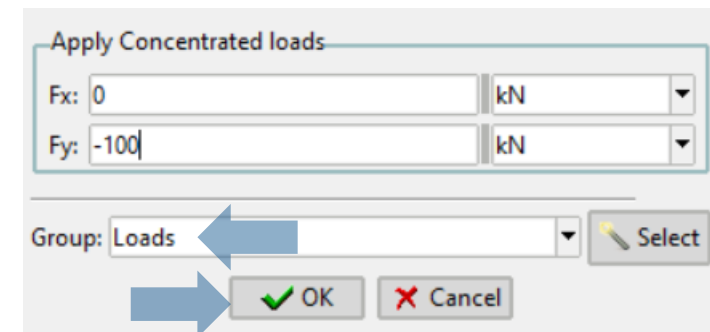 Apply Concentrated loads
Fx: 0 kN
Fy: -100 kN
Group: Loads Select
OK Cancel